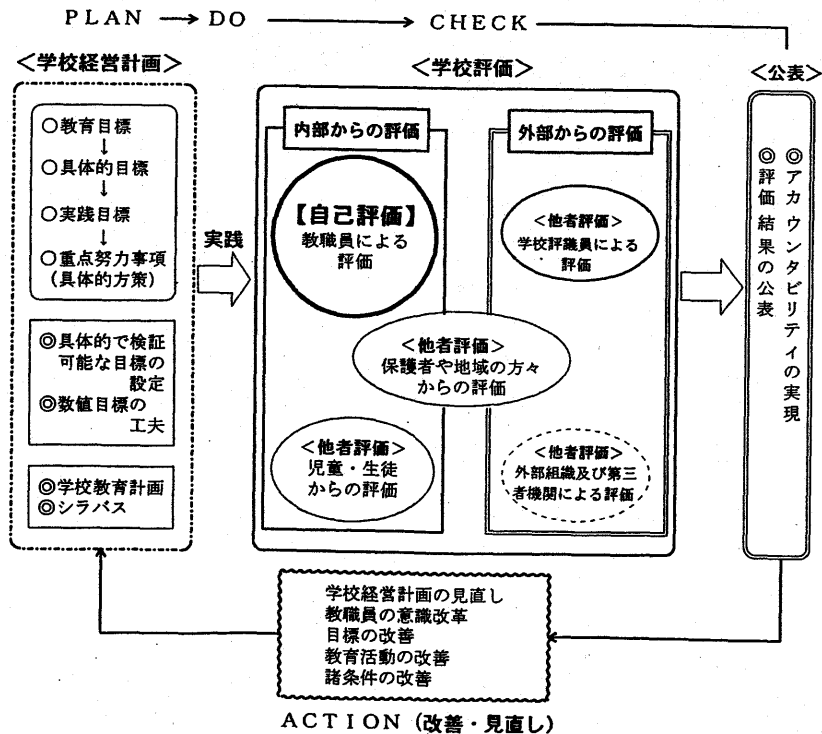 PLAN → DO → CHECK
＜学校経営計画＞
○教育目標
↓
○具体的目標
↓
○実践目標
↓
○重点努力事項
（具体的方策）
◎具体的で検証
可能な目標の
設定
◎数値目標の
工夫
◎学校教育計画
◎シラバス
実践
＜学校評価＞
内部からの評価
【自己評価】
教職員による
評価
外部からの評価
＜他者評価＞
学校評議員による
評価
＜他者評価＞
保護者や地域の方々
からの評価
＜他者評価＞
児童・生徒
からの評価
＜他者評価＞
外部組織及び第三
者機関による評価
＜公表＞
◎アカウンタビリティの実現
◎評価結果の公表
学校経営計画の見直し
教職員の意識改革
目標の改善
教育活動の改善
諸条件の改善
ACTION（改善・見直し）